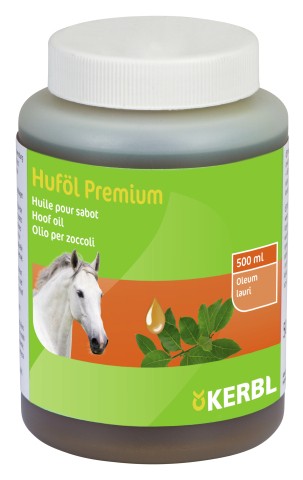 Huföl Premium
Huile pour sabot
Hoof oil
Olio per zoccoli
500 ml
Oleum
lauri
KERBL